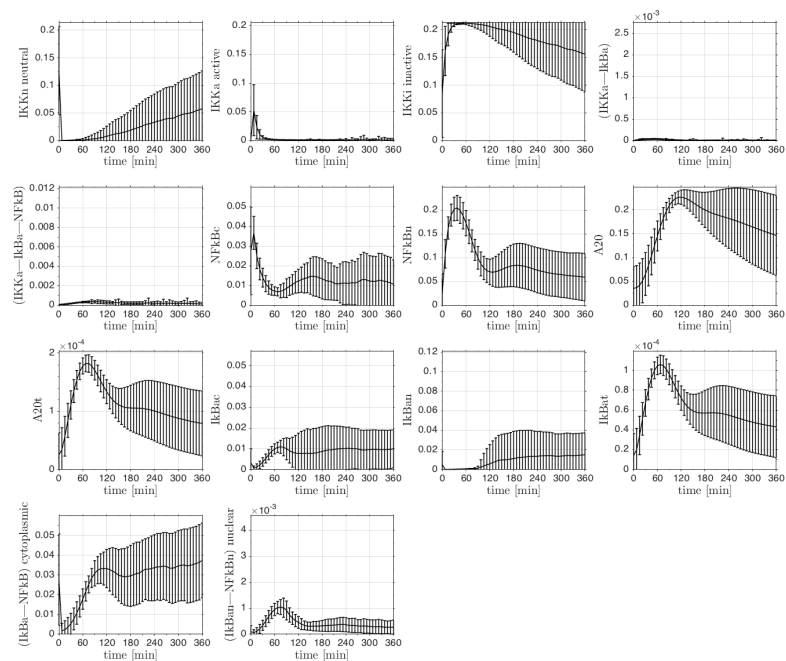 IKKn neutral
0.2
0.15
0.1
0.05
0
0 60 120 180 240 300 360
time [min]
IKKa active
0.2
0.15
0.1
0.05
0
0 60 120 180 240 300 360
time [min]
IKKi inactive
0.2
0.15
0.1
0.05
0
0 60 120 180 240 300 360
time [min]
×10-3
(IKKa—IkBa)
2.5
2
1.5
1
0.5
0
0 60 120 180 240 300 360
time [min]
(IKKa—IkBa—NFkB)
0.012
0.01
0.008
0.006
0.004
0.002
0
0 60 120 180 240 300 360
time [min]
NFkBc
0.06
0.05
0.04
0.03
0.02
0.01
0
0 60 120 180 240 300 360
time [min]
NFkBn
0.2
0.15
0.1
0.05
0
0 60 120 180 240 300 360
time [min]
A20
0.2
0.15
0.1
0.05
0
0 60 120 180 240 300 360
time [min]
×10-4
A20t
2
1
0
0 60 120 180 240 300 360
time [min]
IkBac
0.05
0.04
0.03
0.02
0.01
0
0 60 120 180 240 300 360
time [min]
IkBan
0.12
0.1
0.08
0.06
0.04
0.02
0
0 60 120 180 240 300 360
time [min]
×10-4
IkBat
1
0.8
0.6
0.4
0.2
0
0 60 120 180 240 300 360
time [min]
(IkBa—NFkB) cytoplasmic
0.05
0.04
0.03
0.02
0.01
0
0 60 120 180 240 300 360
time [min]
×10-3
(IkBan—NFkBn) nuclear
4
3
2
1
0
0 60 120 180 240 300 360
time [min]